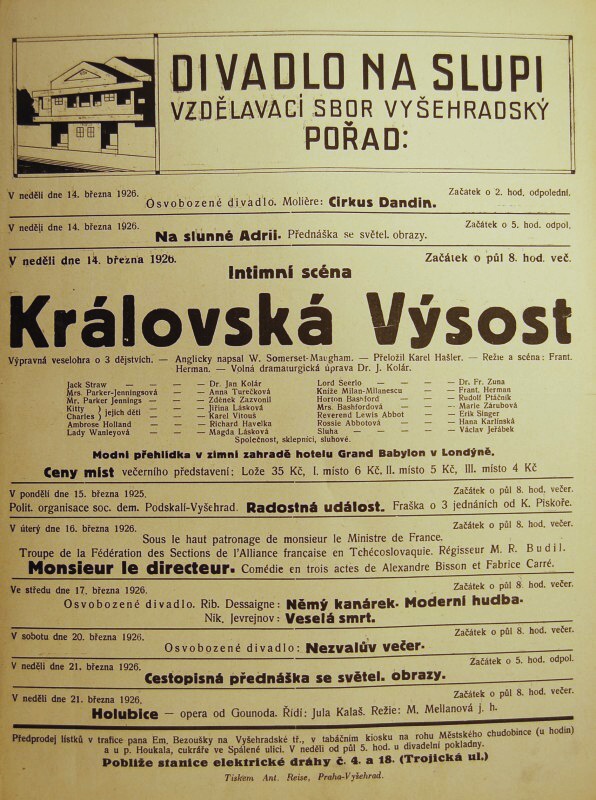 DIVADLO NA SLUPI
VZDĚLAVACÍ SBOR VYŠEHRADSKÝ
POŘAD:
V neděli dne 14. března 1926. Začátek o 2. hod. odpolední.
Osvobozené divadlo. Molière: Cirkus Dandin.
V neděli dne 14. března 1926. Začátek o 5. hod. odpol.
Na slunné Adrii. Přednáška se světel. obrazy.
V neděli dne 14. března 1926. Začátek o půl 8. hod. več.
Intimní scéna
Královská Výsost
Výpravná veselohra o 3 dějstvích. — Anglicky napsal W. Somerset-Maugham. — Přeložil Karel Hašler. — Režie a scéna: Frant.
Herman. — Volná dramaturgická úprava Dr. J. Kolár.
Jack Straw — — — — Dr. Jan Kolár Lord Seerlo — — — — Dr. Fr. Zuna
Mrs. Parker-Jenningsová — — Anna Turečková Kníže Milan-Milanescu — — Frant. Herman
Mr. Parker Jennings — — — Zdenek Zazvonil Horton Bashford — — — Rudolf Ptáčník
Kitty } jejich děti — — — Jiřina Lásková Mrs. Bashfordová — — — Marie Zárubová
Charles } — — — Karel Vitouš Reverend Lewis Abbot — — Erik Singer
Ambrose Holland — — — Richard Havelka Rossie Abbotová — — — Hana Karlínská
Lady Wanleyová — — — Magda Lásková Sluha — — — — Václav Jeřábek
Společnost, sklepníci, sluhové.
Modní přehlídka v zimní zahradě hotelu Grand Babylon v Londýně.
Ceny míst večerního představení: Lože 35 Kč, I. místo 6 Kč, II. místo 5 Kč, III. místo 4 Kč
V pondělí dne 15. března 1925. Začátek o půl 8. hod. večer.
Polit. organisace soc. dem. Podskalí-Vyšehrad. Radostná událost. Fraška o 3 jednáních od K. Piskoře.
V úterý dne 16. března 1926. Začátek o půl 8. hod. večer.
Sous le haut patronage de monsieur le Ministre de France.
Troupe de la Fédération des Sections de l'Alliance francaise en Tchécoslovaquie. Régisseur M. R. Budil.
Monsieur le directeur. Comédie en trois actes de Alexandre Bisson et Fabrice Carré.
Ve středu dne 17. března 1926. Začátek o půl 8. hod. večer.
Osvobozené divadlo. Rib. Dessaigne: Němý kanárek. Moderní hudba.
Nik. Jevrejnov: Veselá smrt.
V sobotu dne 20. března 1926. Začátek o půl 8. hod. večer.
Osvobozené divadlo: Nezvalův večer.
V neděli dne 21. března 1926. Začátek o 5. hod. odpol.
Cestopisná přednáška se světel. obrazy.
V neděli dne 21. března 1926. Začátek o půl 8. hod. večer.
Holubice — opera od Gounoda. Řídí: Jula Kalaš. Režie: M. Mellanová j. h.
Předprodej lístků v trafice pana Em. Bezoušky na Vyšehradské tř., v tabáčním kiosku na rohu Městského chudobince (u hodin)
a u p. Houkala, cukráře ve Spálené ulici. V neděli od půl 5. hod. u divadelní pokladny.
Poblíže stanice elektrické dráhy č. 4 a 18. (Trojická ul.)
Tiskem Ant. Reise, Praha-Vyšehrad.